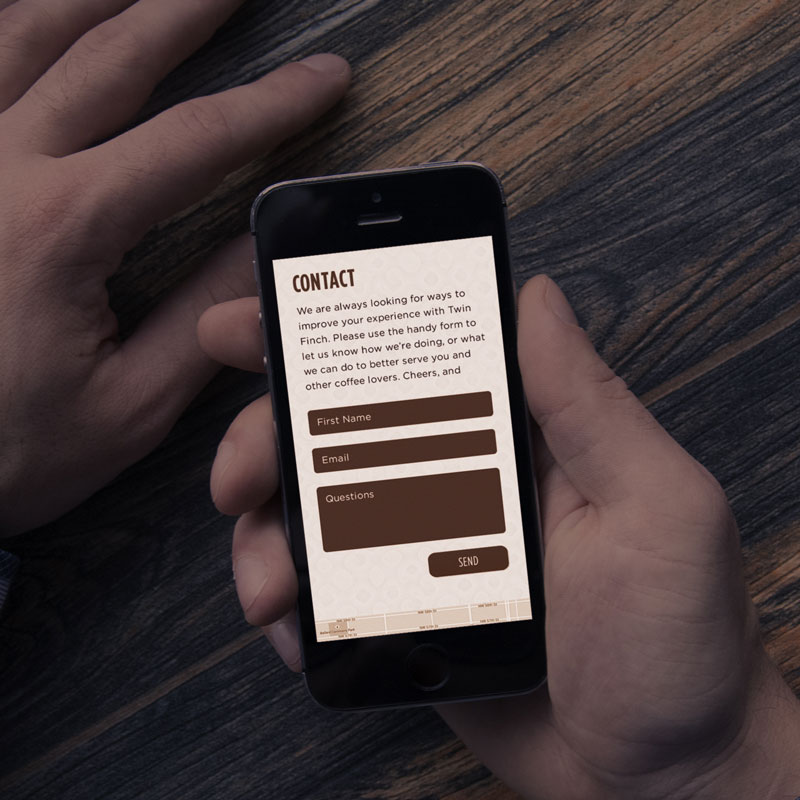 CONTACT
We are always looking for ways to
improve your experience with Twin
Finch. Please use the handy form to
let us know how we're doing, or what
we can do to better serve you and
other coffee lovers. Cheers, and
First Name
Email
Questions
SEND